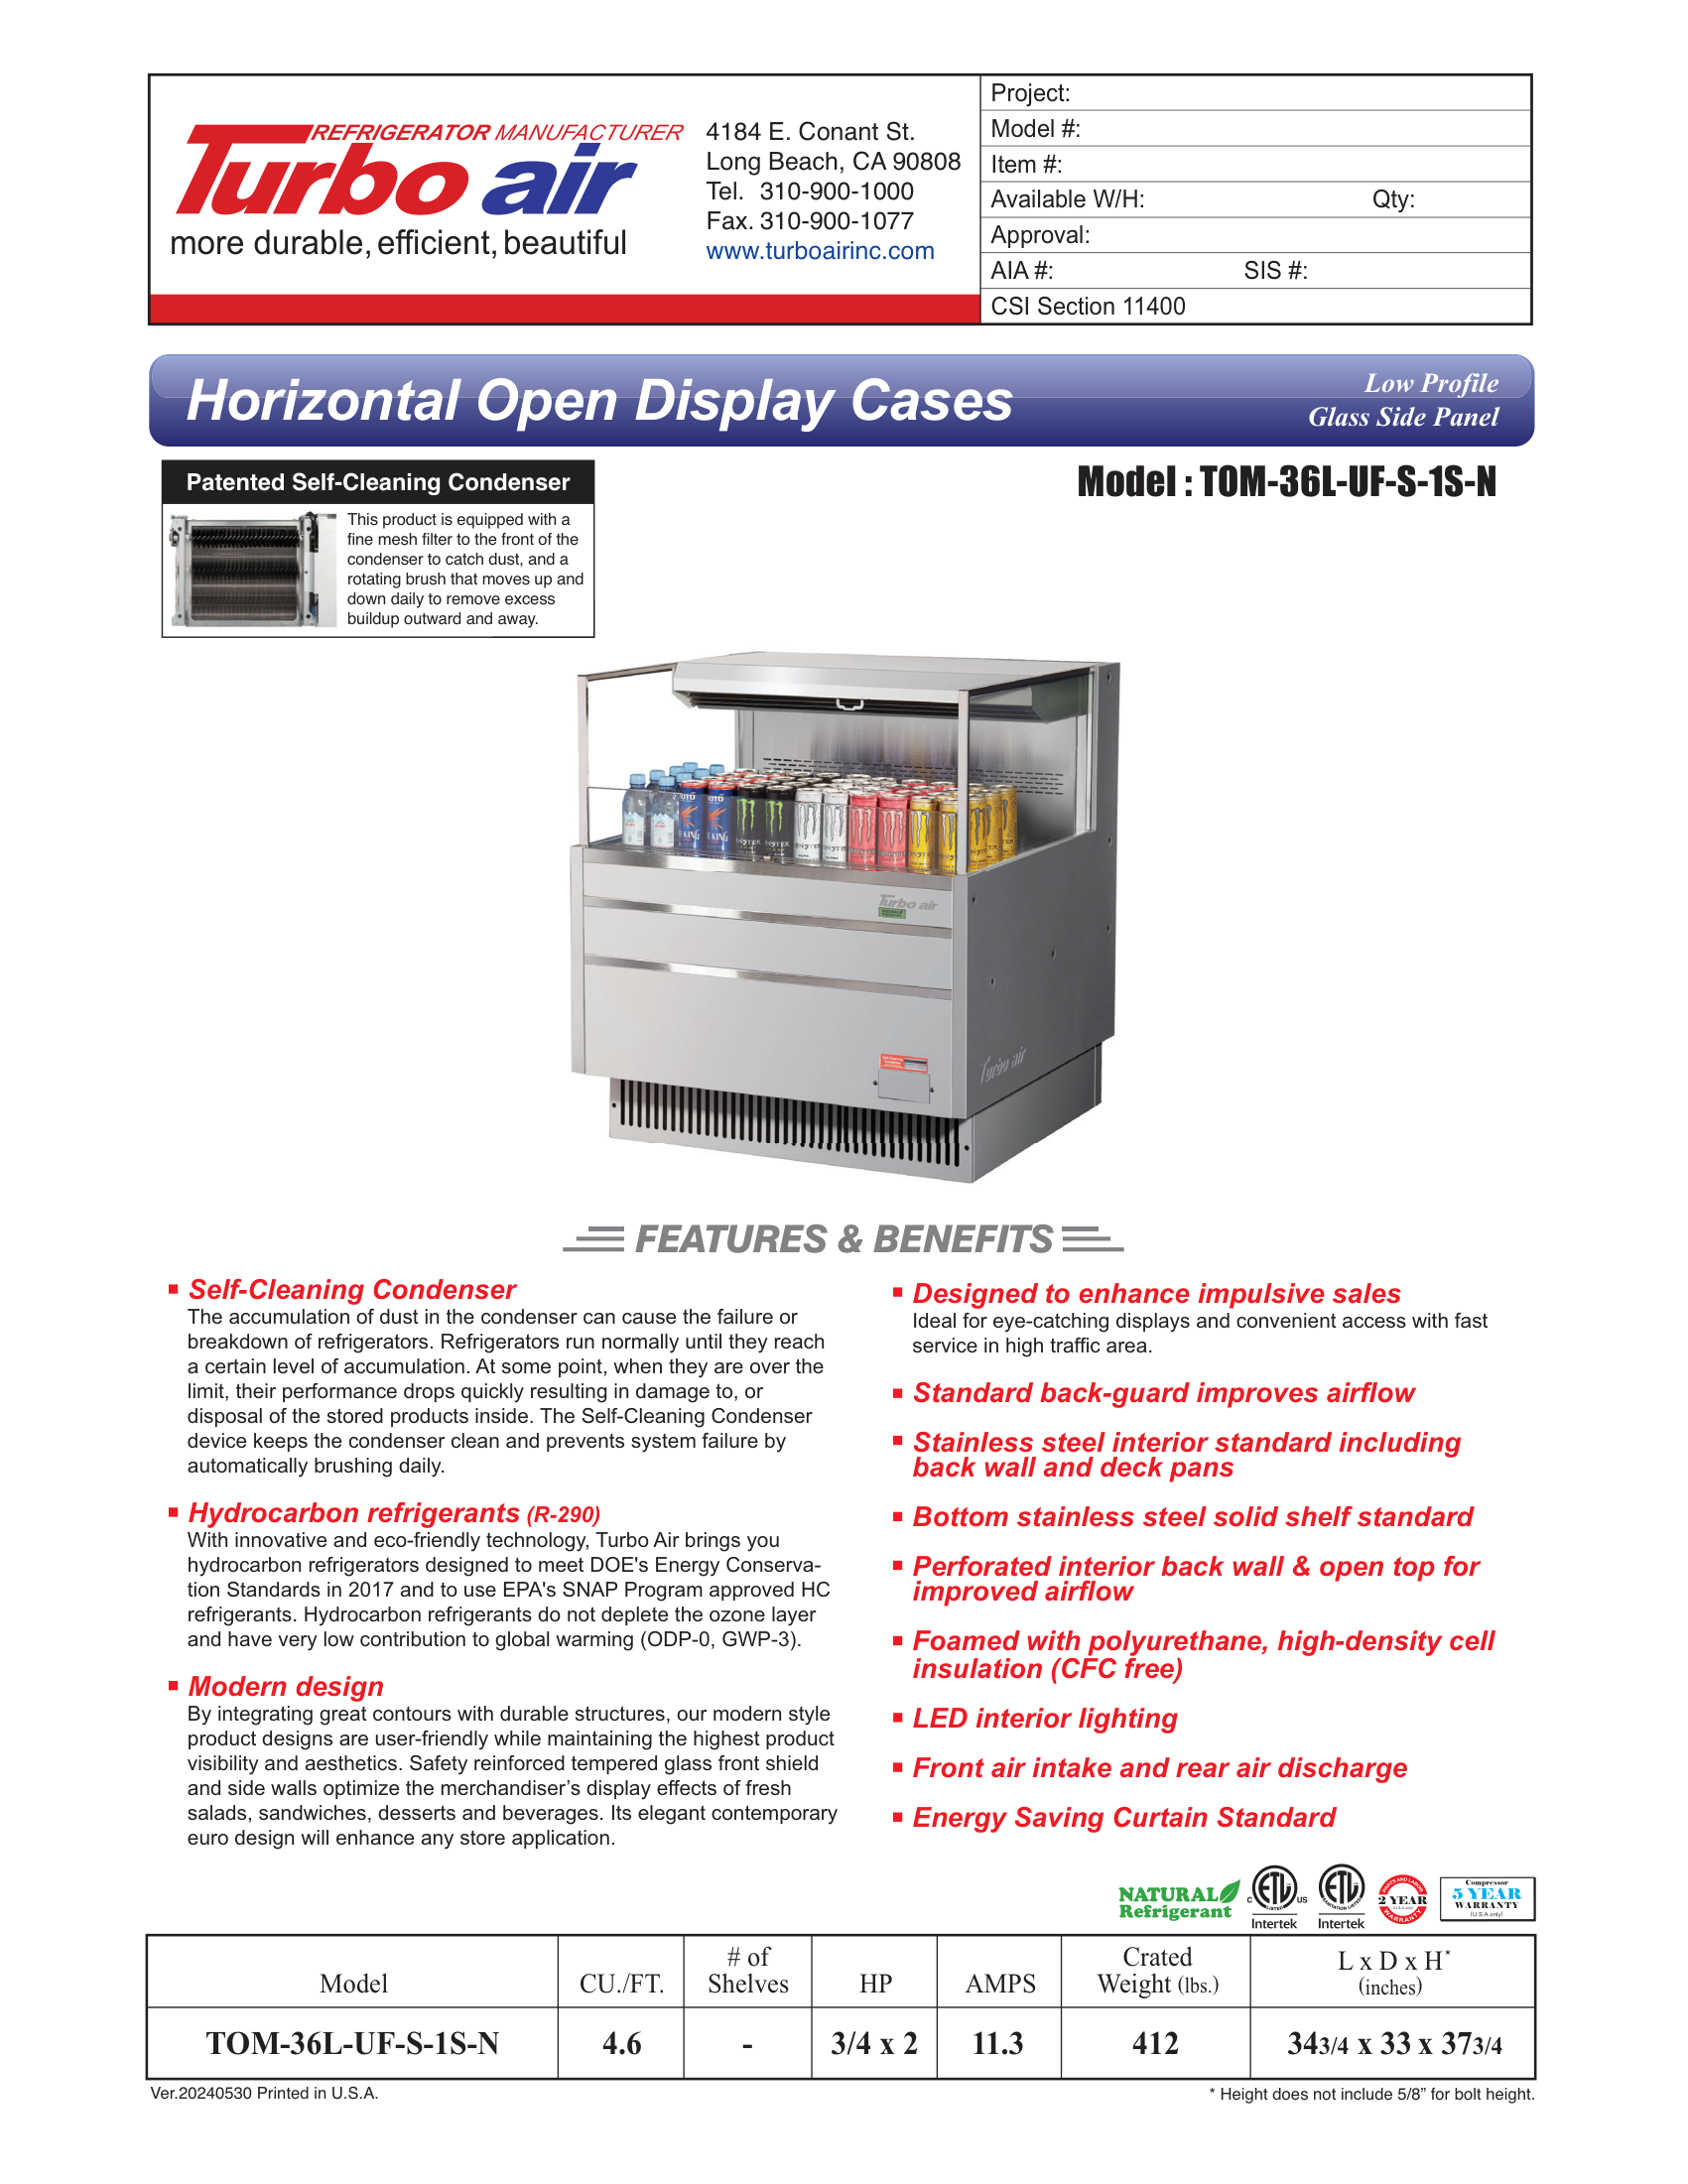 REFRIGERATOR MANUFACTURER
Turbo air
more durable, efficient, beautiful
4184 E. Conant St.
Long Beach, CA 90808
Tel. 310-900-1000
Fax. 310-900-1077
www.turboairinc.com
Project:
Model #:
Item #:
Available W/H: Qty:
Approval:
AIA #: SIS #:
CSI Section 11400
Horizontal Open Display Cases
Low Profile
Glass Side Panel
Patented Self-Cleaning Condenser
This product is equipped with a
fine mesh filter to the front of the
condenser to catch dust, and a
rotating brush that moves up and
down daily to remove excess
buildup outward and away.
Model : TOM-36L-UF-S-1S-N
Turbo air
Turbo air
FEATURES & BENEFITS
▪ Self-Cleaning Condenser
The accumulation of dust in the condenser can cause the failure or
breakdown of refrigerators. Refrigerators run normally until they reach
a certain level of accumulation. At some point, when they are over the
limit, their performance drops quickly resulting in damage to, or
disposal of the stored products inside. The Self-Cleaning Condenser
device keeps the condenser clean and prevents system failure by
automatically brushing daily.
▪ Hydrocarbon refrigerants (R-290)
With innovative and eco-friendly technology, Turbo Air brings you
hydrocarbon refrigerators designed to meet DOE's Energy Conserva-
tion Standards in 2017 and to use EPA's SNAP Program approved HC
refrigerants. Hydrocarbon refrigerants do not deplete the ozone layer
and have very low contribution to global warming (ODP-0, GWP-3).
▪ Modern design
By integrating great contours with durable structures, our modern style
product designs are user-friendly while maintaining the highest product
visibility and aesthetics. Safety reinforced tempered glass front shield
and side walls optimize the merchandiser’s display effects of fresh
salads, sandwiches, desserts and beverages. Its elegant contemporary
euro design will enhance any store application.
▪ Designed to enhance impulsive sales
Ideal for eye-catching displays and convenient access with fast
service in high traffic area.
▪ Standard back-guard improves airflow
▪ Stainless steel interior standard including
back wall and deck pans
▪ Bottom stainless steel solid shelf standard
▪ Perforated interior back wall & open top for
improved airflow
▪ Foamed with polyurethane, high-density cell
insulation (CFC free)
▪ LED interior lighting
▪ Front air intake and rear air discharge
▪ Energy Saving Curtain Standard
NATURAL
Refrigerant
C ETL US
LISTED
Intertek
ETL
Intertek
2 YEAR
WARRANTY
Compressor
5 YEAR
WARRANTY
(U.S.A only)
Model CU./FT. # of Shelves HP AMPS Crated Weight (lbs.) L x D x H* (inches)
TOM-36L-UF-S-1S-N 4.6 - 3/4 x 2 11.3 412 34 3/4 x 33 x 37 3/4
Ver.20240530 Printed in U.S.A.
* Height does not include 5/8” for bolt height.